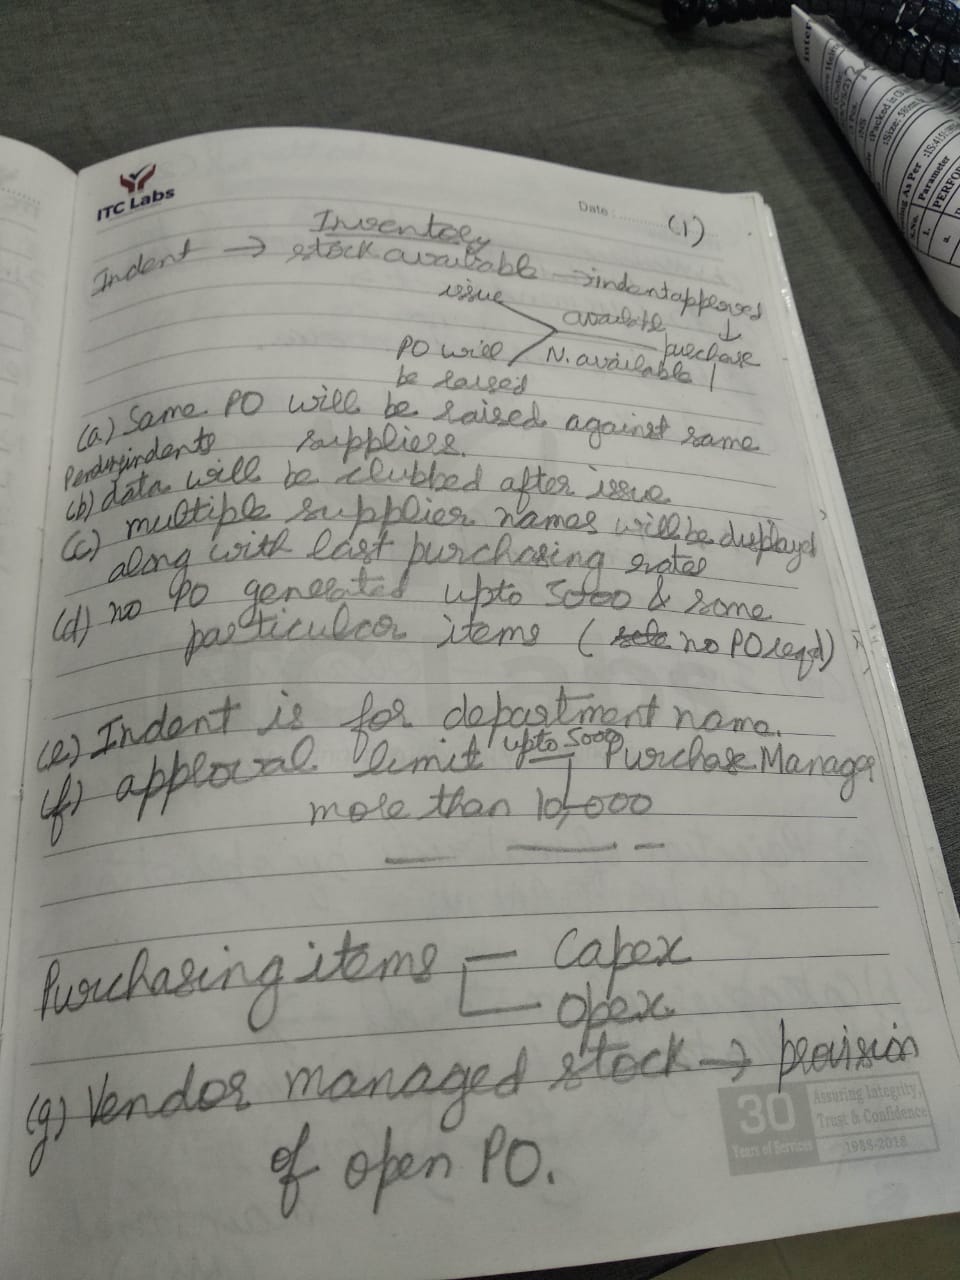 ITC Labs
Date : (1)
Inventory
Indent → stock available → indent approved
issue
available ↓
purchase
PO will N. available
be raised
(a.) Same PO will be raised against same
suppliers.
indents
(b) data will be clubbed after issue
(c) multiple supplier names will be displayed
along with last purchasing rates
(d) no PO generated upto 5000 & some
particular items ( no PO reqd)
(e) Indent is for department name.
(f) approval limit upto 5000 Purchase Manager
more than 10,000
Purchasing items — Capex
Opex
(g) Vendor managed stock → provision
of open PO.
30
Years of Services
Assuring Integrity,
Trust & Confidence
1988-2018
Parameter
1.
2.